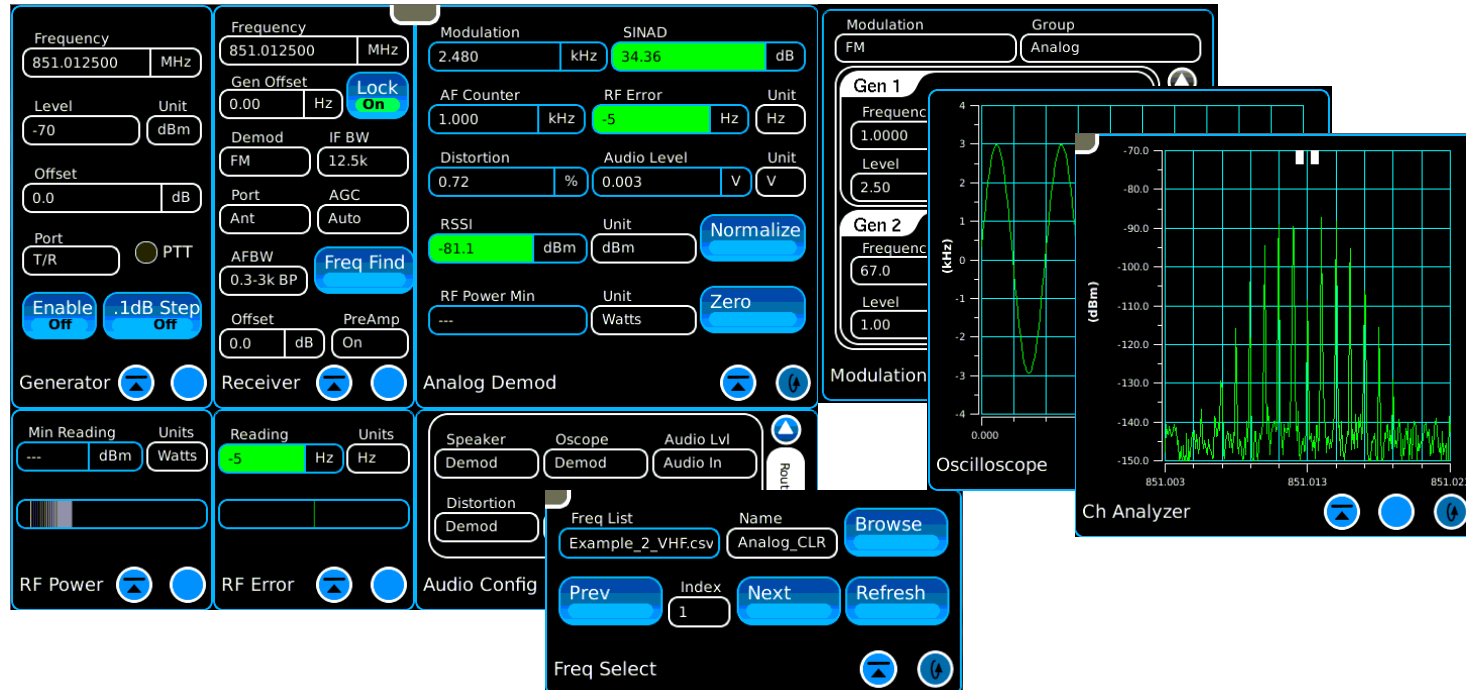 Frequency
851.012500 MHz
Level Unit
-70 dBm
Offset
0.0 dB
Port
T/R PTT
Enable .1dB Step
Off Off
Generator
Frequency
851.012500 MHz
Gen Offset
0.00 Hz
Lock
On
Demod IF BW
FM 12.5k
Port AGC
Ant Auto
AFBW
0.3-3k BP
Freq Find
Offset PreAmp
0.0 dB On
Receiver
Modulation SINAD
2.480 kHz 34.36 dB
AF Counter RF Error Unit
1.000 kHz -5 Hz Hz
Distortion Audio Level Unit
0.72 % 0.003 V V
RSSI Unit
-81.1 dBm dBm
Normalize
RF Power Min Unit
--- Watts
Zero
Analog Demod
Modulation Group
FM Analog
Gen 1
Frequenc
1.0000
Level
2.50
Gen 2
Frequenc
67.0
Level
1.00
Modulation
4
3
2
1
0
-1
-2
-3
-4
(kHz)
0.000
Oscilloscope
-70.0
-80.0
-90.0
-100.0
-110.0
-120.0
-130.0
-140.0
-150.0
(dBm)
851.003 851.013 851.023
Ch Analyzer
Min Reading Units
--- dBm Watts
RF Power
Reading Units
-5 Hz Hz
RF Error
Speaker Oscope Audio Lvl
Demod Demod Audio In
Distortion
Demod
Rout
Audio Config
Freq List Name
Example_2_VHF.csv Analog_CLR
Browse
Prev Index Next Refresh
1
Freq Select